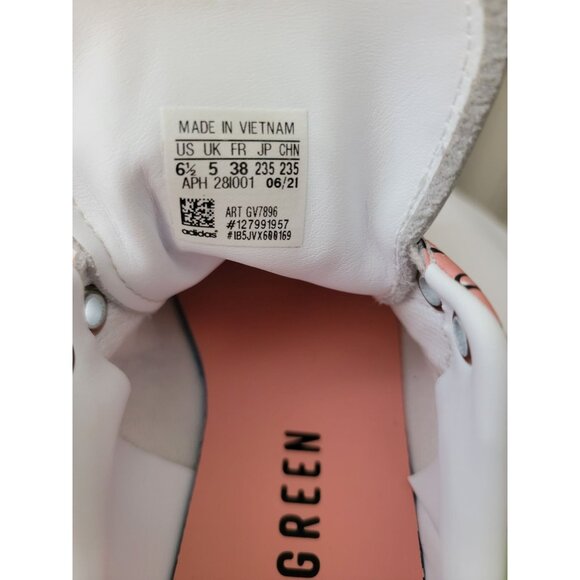 MADE IN VIETNAM
US UK FR JP CHN
6½ 5 38 235 235
APH 281001 06/21
ART GV7896
#127991957
#1B5JVX600169
adidas
GREEN